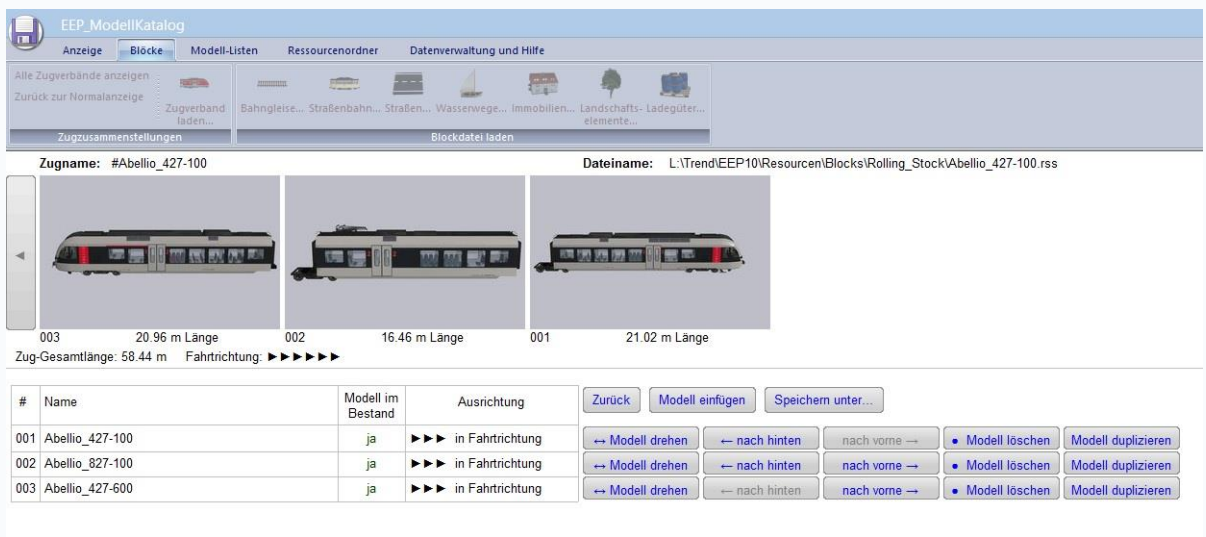 EEP_ModellKatalog
Anzeige Blöcke Modell-Listen Ressourcenordner Datenverwaltung und Hilfe
Alle Zugverbände anzeigen
Zurück zur Normalanzeige
Zugverband laden...
Bahngleise... Straßenbahn... Straßen... Wasserwege... Immobilien... Landschafts-elemente... Ladegüter...
Zugzusammenstellungen Blockdatei laden
Zugname: #Abellio_427-100 Dateiname: L:\Trend\EEP10\Resourcen\Blocks\Rolling_Stock\Abellio_427-100.rss
◄
003 20.96 m Länge 002 16.46 m Länge 001 21.02 m Länge
Zug-Gesamtlänge: 58.44 m Fahrtrichtung: ►►►►►►
# Name Modell im Bestand Ausrichtung Zurück Modell einfügen Speichern unter...
001 Abellio_427-100 ja ►►► in Fahrtrichtung ↔ Modell drehen ← nach hinten nach vorne → ● Modell löschen Modell duplizieren
002 Abellio_827-100 ja ►►► in Fahrtrichtung ↔ Modell drehen ← nach hinten nach vorne → ● Modell löschen Modell duplizieren
003 Abellio_427-600 ja ►►► in Fahrtrichtung ↔ Modell drehen ← nach hinten nach vorne → ● Modell löschen Modell duplizieren